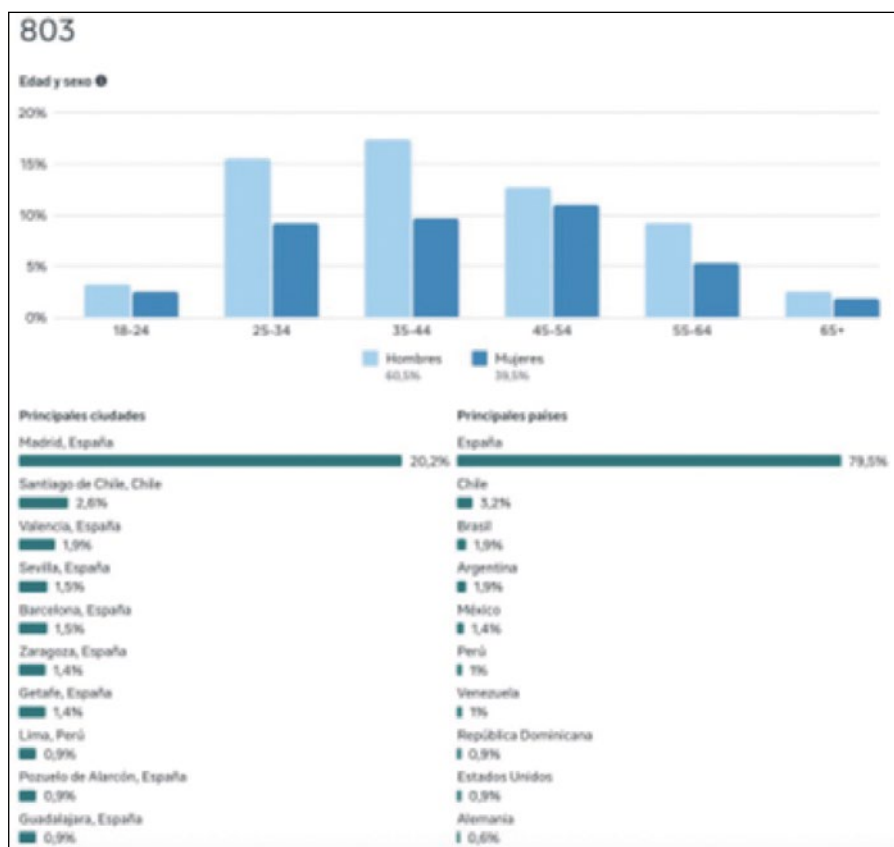 803
Edad y sexo
20%
15%
10%
5%
0%
18-24 25-34 35-44 45-54 55-64 65+
Hombres Mujeres
60,5% 39,5%
Principales ciudades
Madrid, España
20,2%
Santiago de Chile, Chile
2,6%
Valencia, España
1,9%
Sevilla, España
1,5%
Barcelona, España
1,5%
Zaragoza, España
1,4%
Getafe, España
1,4%
Lima, Perú
0,9%
Pozuelo de Alarcón, España
0,9%
Guadalajara, España
0,9%
Principales países
España
79,5%
Chile
3,2%
Brasil
1,9%
Argentina
1,9%
México
1,4%
Perú
1%
Venezuela
1%
República Dominicana
0,9%
Estados Unidos
0,9%
Alemania
0,6%